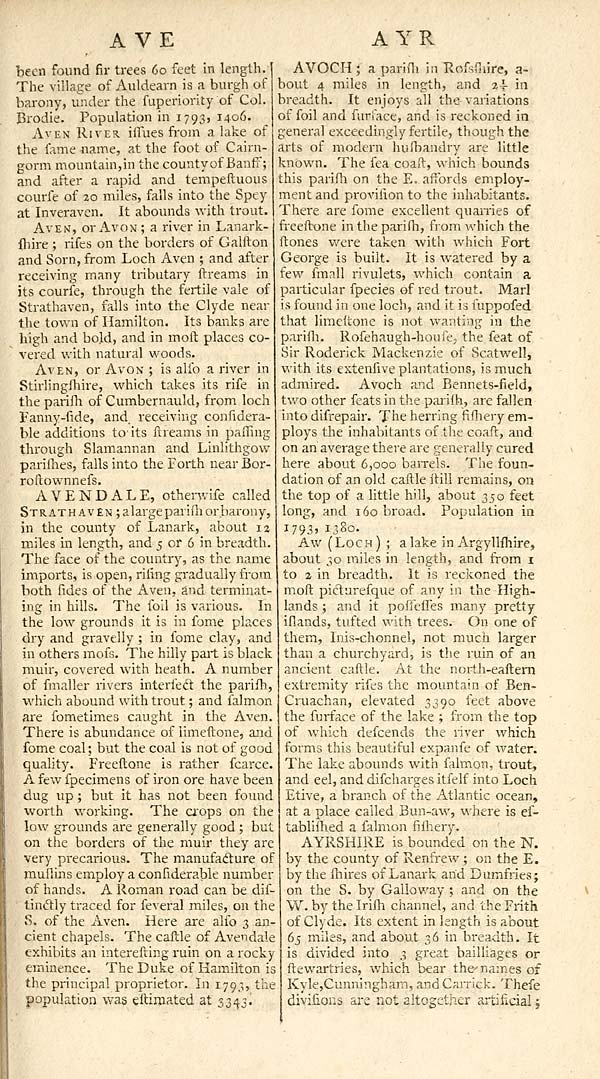 AVE
AYR
been found fir trees 60 feet in length.
The village of Auldearn is a burgh of
barony, under the ſuperiority of Col.
Brodie. Population in 1793, 1406.
AVEN RIVER iſſues from a lake of
the ſame name, at the foot of Cairn-
gorm mountain, in the county of Banff;
and after a rapid and tempeſtuous
courſe of 20 miles, falls into the Spey
at Inveraven. It abounds with trout.
AVEN, or AVON; a river in Lanark-
ſhire; riſes on the borders of Galſton
and Sorn, from Loch Aven; and after
receiving many tributary ſtreams in
its courſe, through the fertile vale of
Strathaven, falls into the Clyde near
the town of Hamilton. Its banks are
high and bold, and in moſt places co-
vered with natural woods.
AVEN, or AVON; is alſo a river in
Stirlingſhire, which takes its riſe in
the pariſh of Cumbernauld, from loch
Fanny-ſide, and receiving conſidera-
ble additions to its ſtreams in paſſing
through Slamannan and Linlithgow
pariſhes, falls into the Forth near Bor-
roſtownneſs.
AVENDALE, otherwiſe called
STRATHAVEN; a large pariſh or barony,
in the county of Lanark, about 12
miles in length, and 5 or 6 in breadth.
The face of the country, as the name
imports, is open, riſing gradually from
both ſides of the Aven, and terminat-
ing in hills. The ſoil is various. In
the low grounds it is in ſome places
dry and gravelly; in ſome clay, and
in others moſs. The hilly part is black
muir, covered with heath. A number
of ſmaller rivers interſect the pariſh,
which abound with trout; and ſalmon
are ſometimes caught in the Aven.
There is abundance of limeſtone, and
ſome coal; but the coal is not of good
quality. Freeſtone is rather ſcarce.
A few ſpecimens of iron ore have been
dug up; but it has not been found
worth working. The crops on the
low grounds are generally good; but
on the borders of the muir they are
very precarious. The manufacture of
muſlins employ a conſiderable number
of hands. A Roman road can be diſ-
tinctly traced for ſeveral miles, on the
S. of the Aven. Here are alſo 3 an-
cient chapels. The caſtle of Avendale
exhibits an intereſting ruin on a rocky
eminence. The Duke of Hamilton is
the principal proprietor. In 1793, the
population was eſtimated at 3343.
AVOCH; a pariſh in Roſsſhire, a-
bout 4 miles in length, and 2½ in
breadth. It enjoys all the variations
of ſoil and ſurface, and is reckoned in
general exceedingly fertile, though the
arts of modern huſbandry are little
known. The ſea coaſt, which bounds
this pariſh on the E. affords employ-
ment and proviſion to the inhabitants.
There are ſome excellent quarries of
freeſtone in the pariſh, from which the
ſtones were taken with which Fort
George is built. It is watered by a
few ſmall rivulets, which contain a
particular ſpecies of red trout. Marl
is found in one loch, and it is ſuppoſed
that limeſtone is not wanting in the
pariſh. Roſehaugh-houſe, the ſeat of
Sir Roderick Mackenzie of Scatwell,
with its extenſive plantations, is much
admired. Avoch and Bennets-field,
two other ſeats in the pariſh, are fallen
into diſrepair. The herring fiſhery em-
ploys the inhabitants of the coaſt, and
on an average there are generally cured
here about 6,000 barrels. The foun-
dation of an old caſtle ſtill remains, on
the top of a little hill, about 350 feet
long, and 160 broad. Population in
1793, 1380.
AW (LOCH); a lake in Argyllſhire,
about 30 miles in length, and from 1
to 2 in breadth. It is reckoned the
moſt pictureſque of any in the High-
lands; and it poſſeſſes many pretty
iſlands, tufted with trees. On one of
them, Inis-chonnel, not much larger
than a churchyard, is the ruin of an
ancient caſtle. At the north-eaſtern
extremity riſes the mountain of Ben-
Cruachan, elevated 3390 feet above
the ſurface of the lake; from the top
of which deſcends the river which
forms this beautiful expanſe of water.
The lake abounds with ſalmon, trout,
and eel, and diſcharges itſelf into Loch
Etive, a branch of the Atlantic ocean,
at a place called Bun-aw, where is eſ-
tabliſhed a ſalmon fiſhery.
AYRSHIRE is bounded on the N.
by the county of Renfrew; on the E.
by the ſhires of Lanark and Dumfries;
on the S. by Galloway; and on the
W. by the Iriſh channel, and the Frith
of Clyde. Its extent in length is about
65 miles, and about 36 in breadth. It
is divided into 3 great bailliages or
ſtewartries, which bear the names of
Kyle, Cunningham, and Carrick. Theſe
diviſions are not altogether artificial;